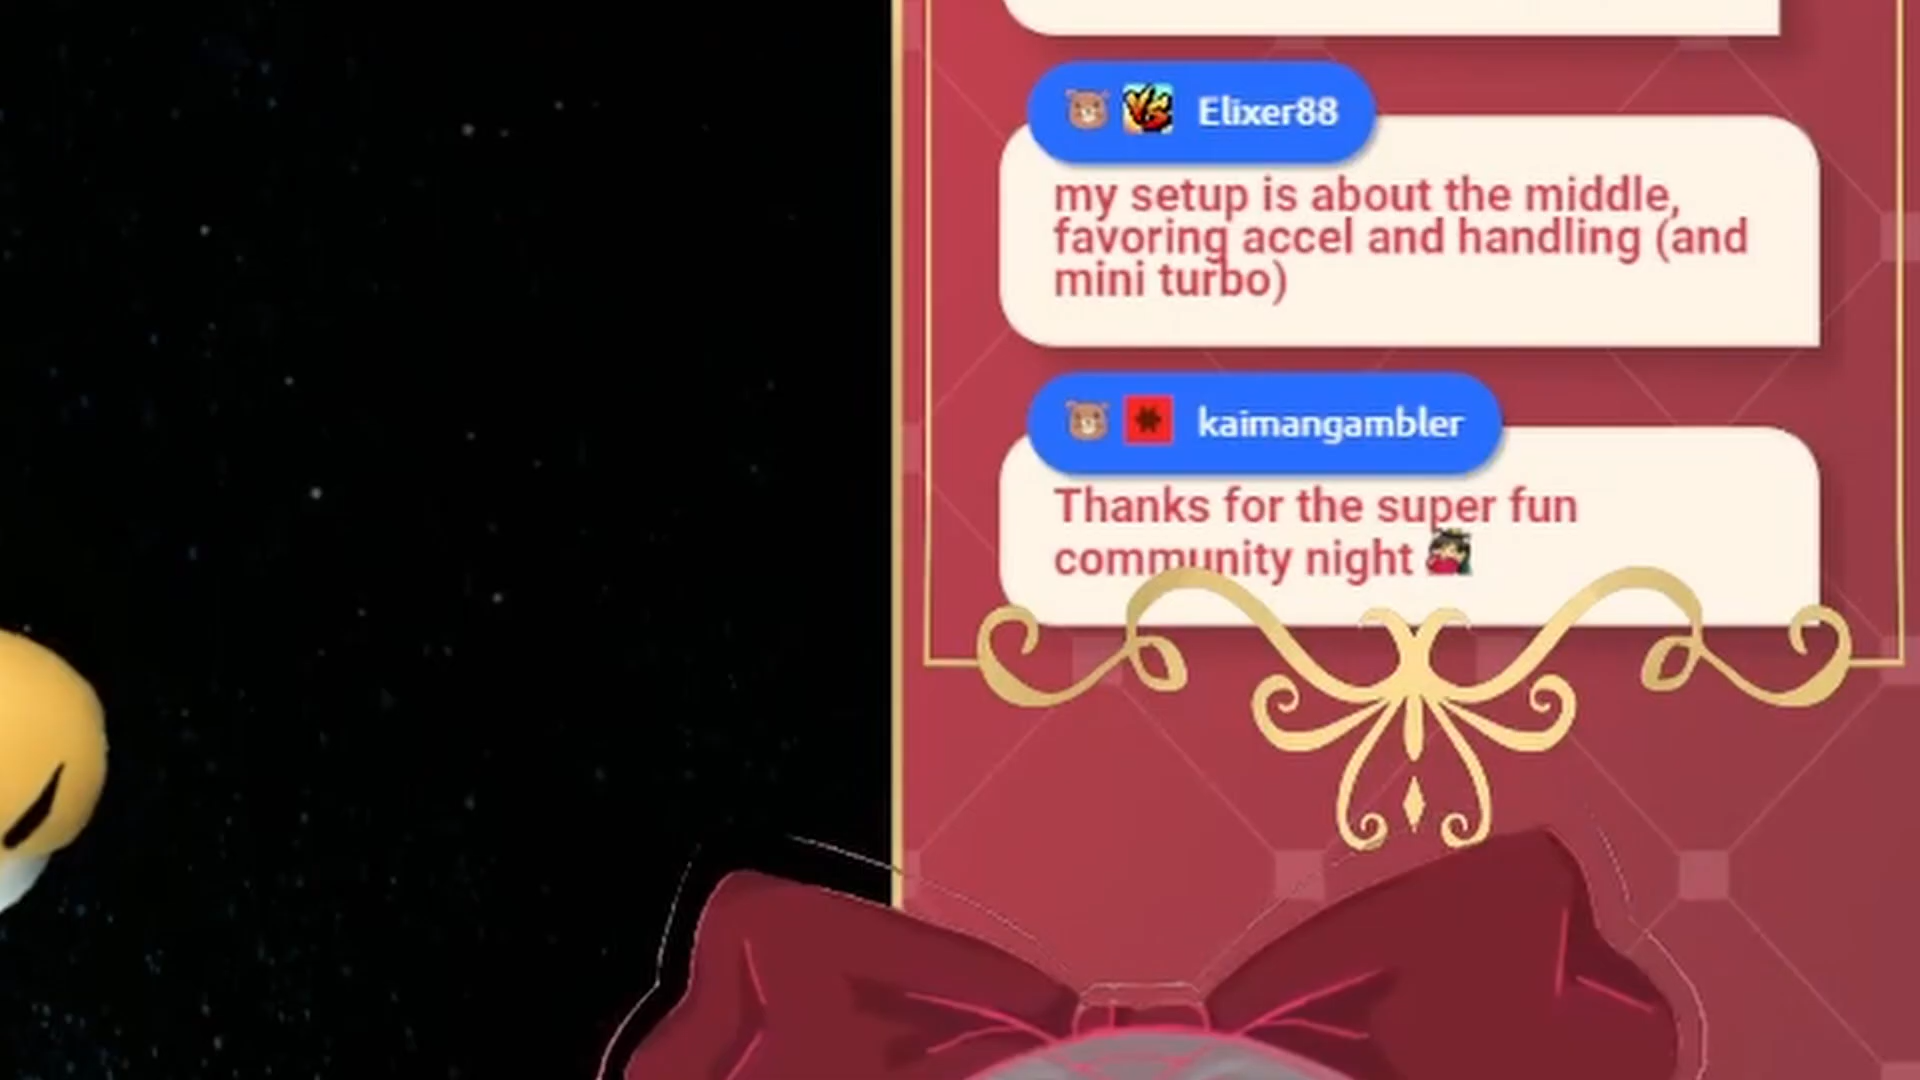 VS Elixer88
my setup is about the middle,
favoring accel and handling (and
mini turbo)
kaimangambler
Thanks for the super fun
community night